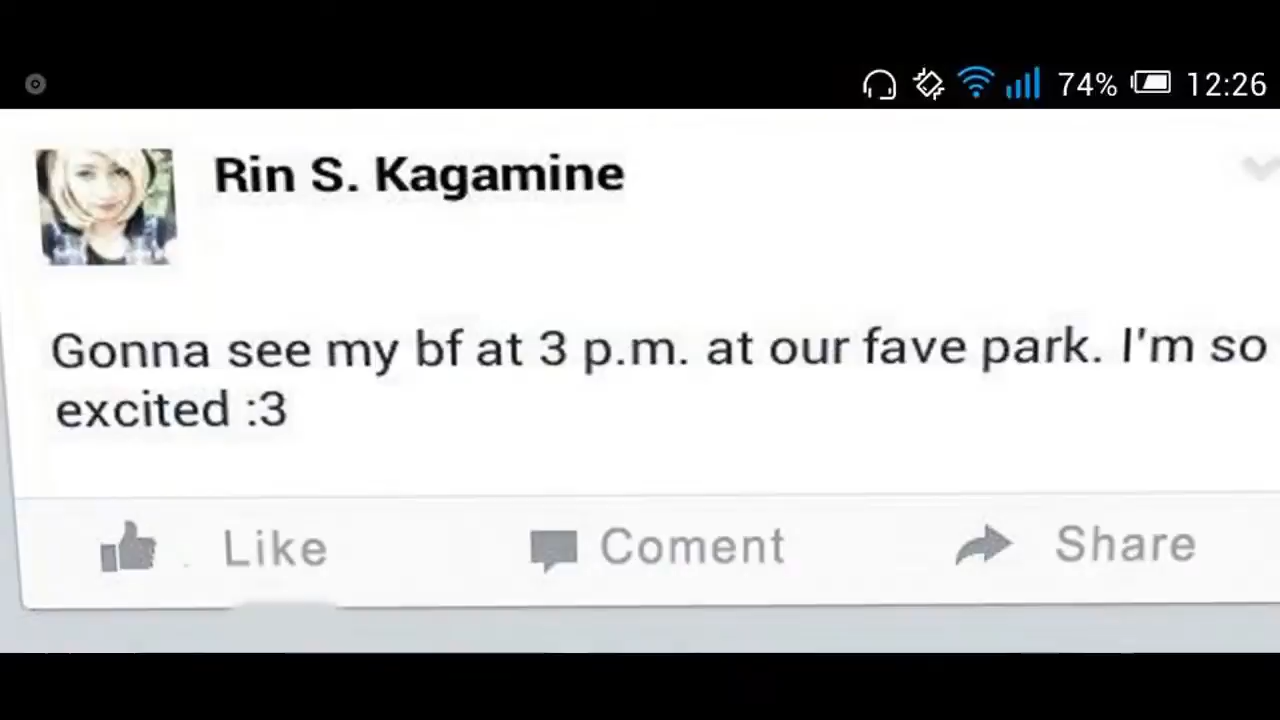 74% 12:26
Rin S. Kagamine
Gonna see my bf at 3 p.m. at our fave park. I'm so
excited :3
Like Coment Share